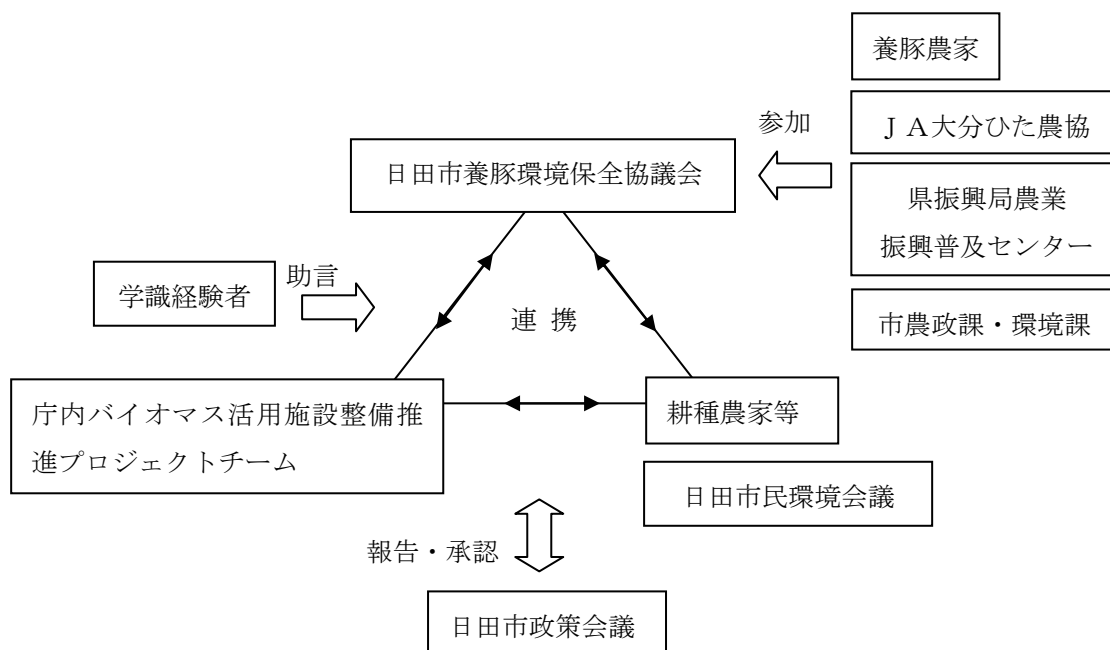 養豚農家
参加
ＪＡ大分ひた農協
日田市養豚環境保全協議会
県振興局農業
振興普及センター
学識経験者
助言
連 携
市農政課・環境課
庁内バイオマス活用施設整備推
進プロジェクトチーム
耕種農家等
日田市民環境会議
報告・承認
日田市政策会議